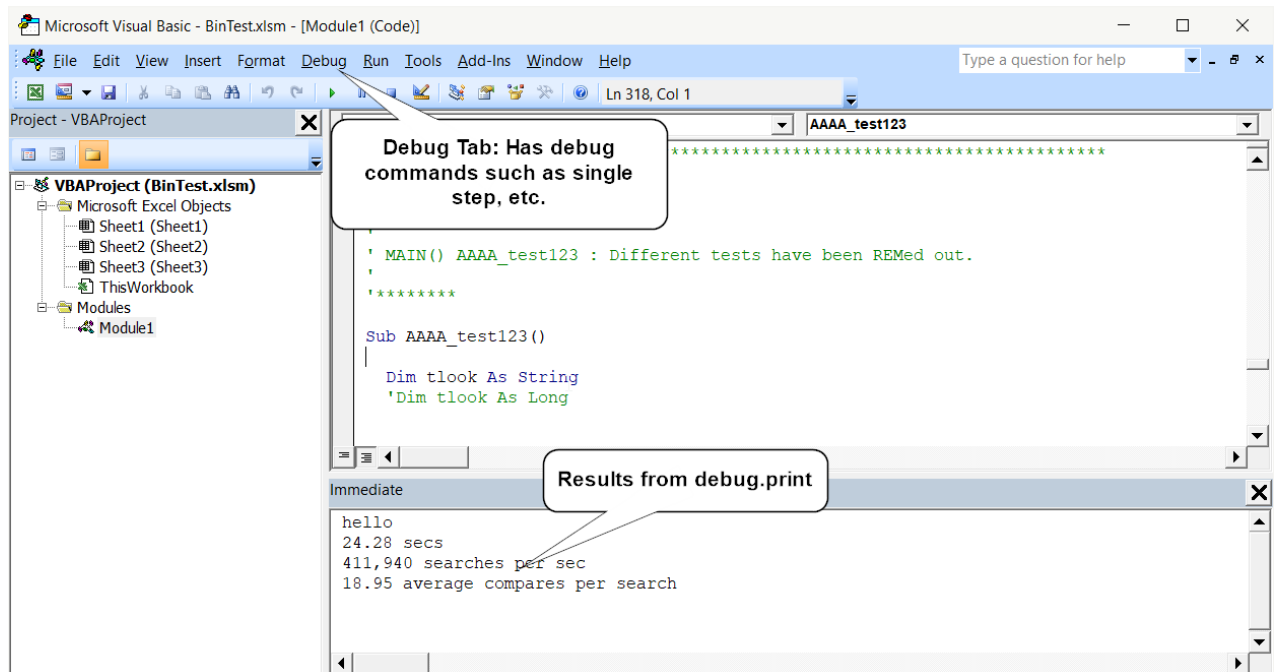 Microsoft Visual Basic - BinTest.xlsm - [Module1 (Code)]
File Edit View Insert Format Debug Run Tools Add-Ins Window Help
Type a question for help
Ln 318, Col 1
Project - VBAProject
VBAProject (BinTest.xlsm)
Microsoft Excel Objects
Sheet1 (Sheet1)
Sheet2 (Sheet2)
Sheet3 (Sheet3)
ThisWorkbook
Modules
Module1
AAAA_test123
Debug Tab: Has debug
commands such as single
step, etc.
*******************************************
'
' MAIN() AAAA_test123 : Different tests have been REMed out.
'
'********
Sub AAAA_test123()
Dim tlook As String
'Dim tlook As Long
Results from debug.print
Immediate
hello
24.28 secs
411,940 searches per sec
18.95 average compares per search